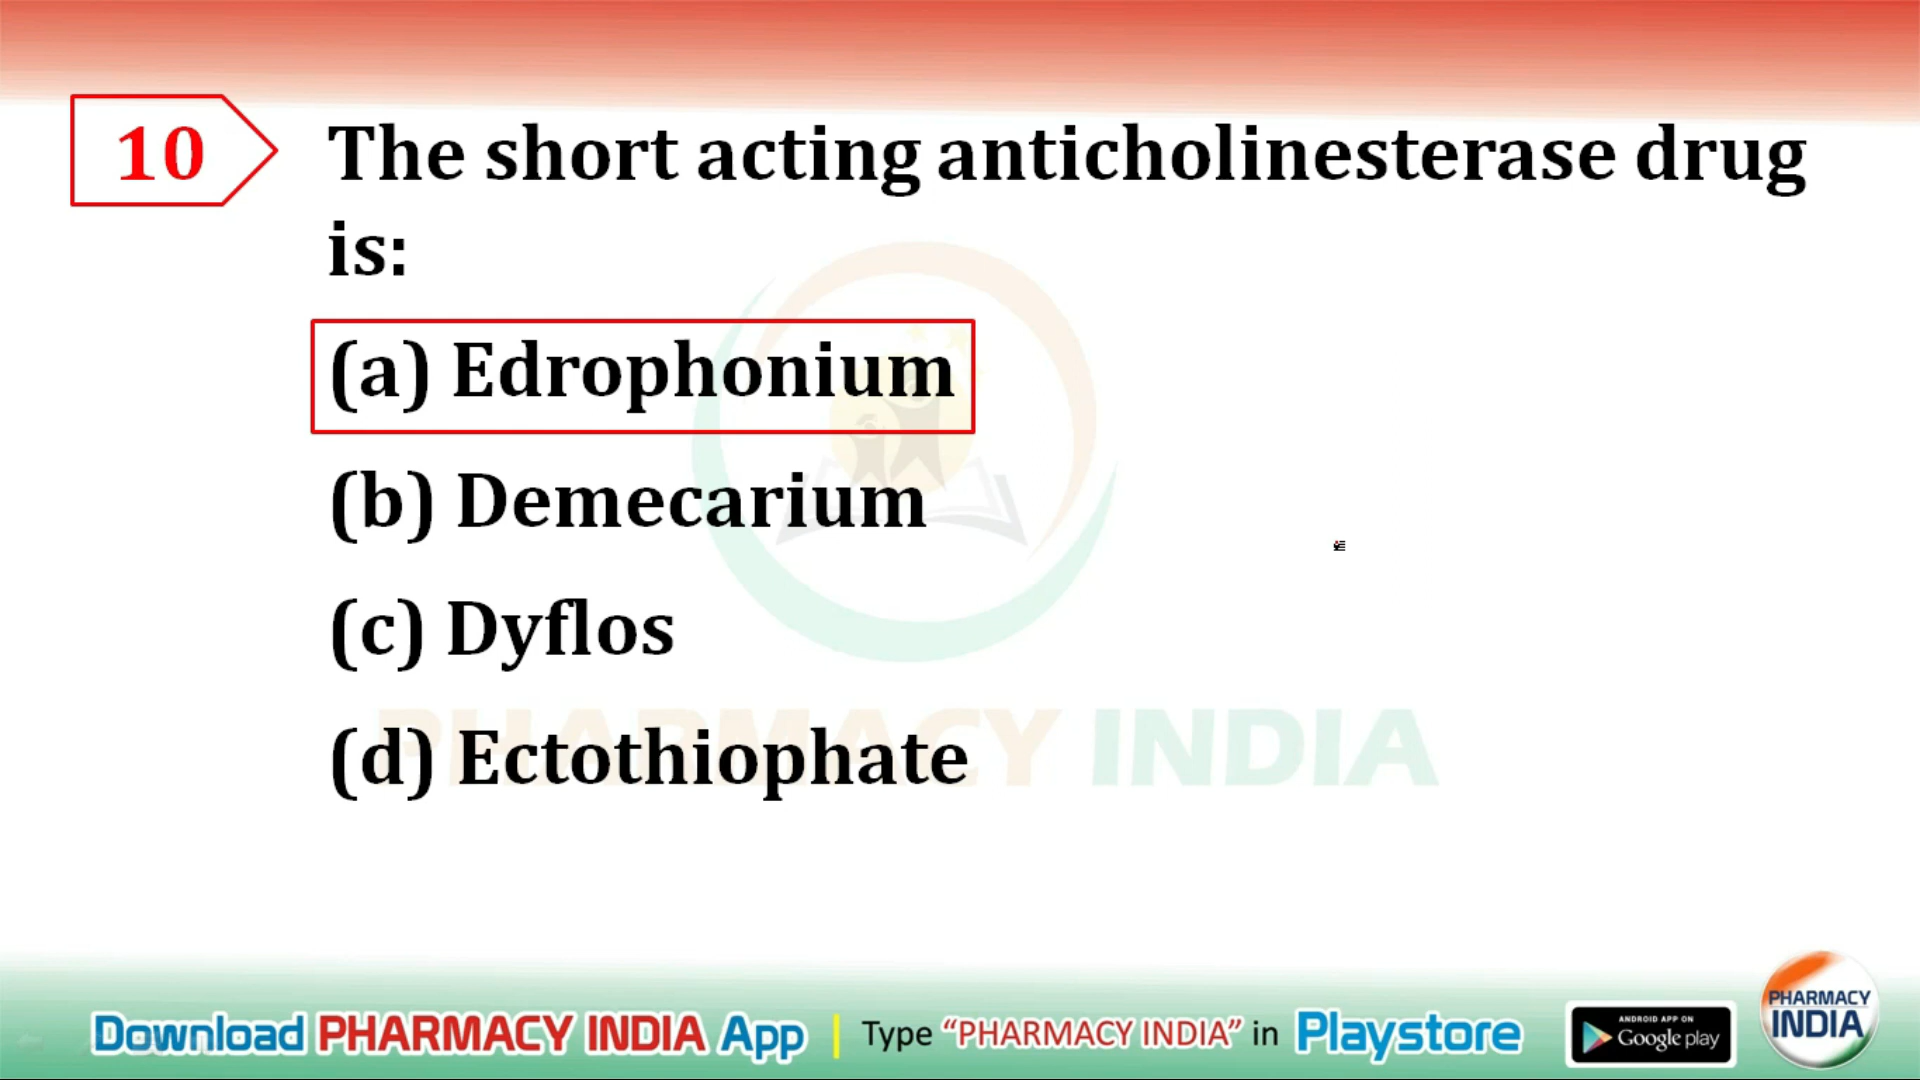 10
The short acting anticholinesterase drug
is:
(a) Edrophonium
(b) Demecarium
(c) Dyflos
(d) Ectothiophate
PHARMACY INDIA
Download PHARMACY INDIA App | Type “PHARMACY INDIA” in Playstore
ANDROID APP ON
Google play
PHARMACY
INDIA